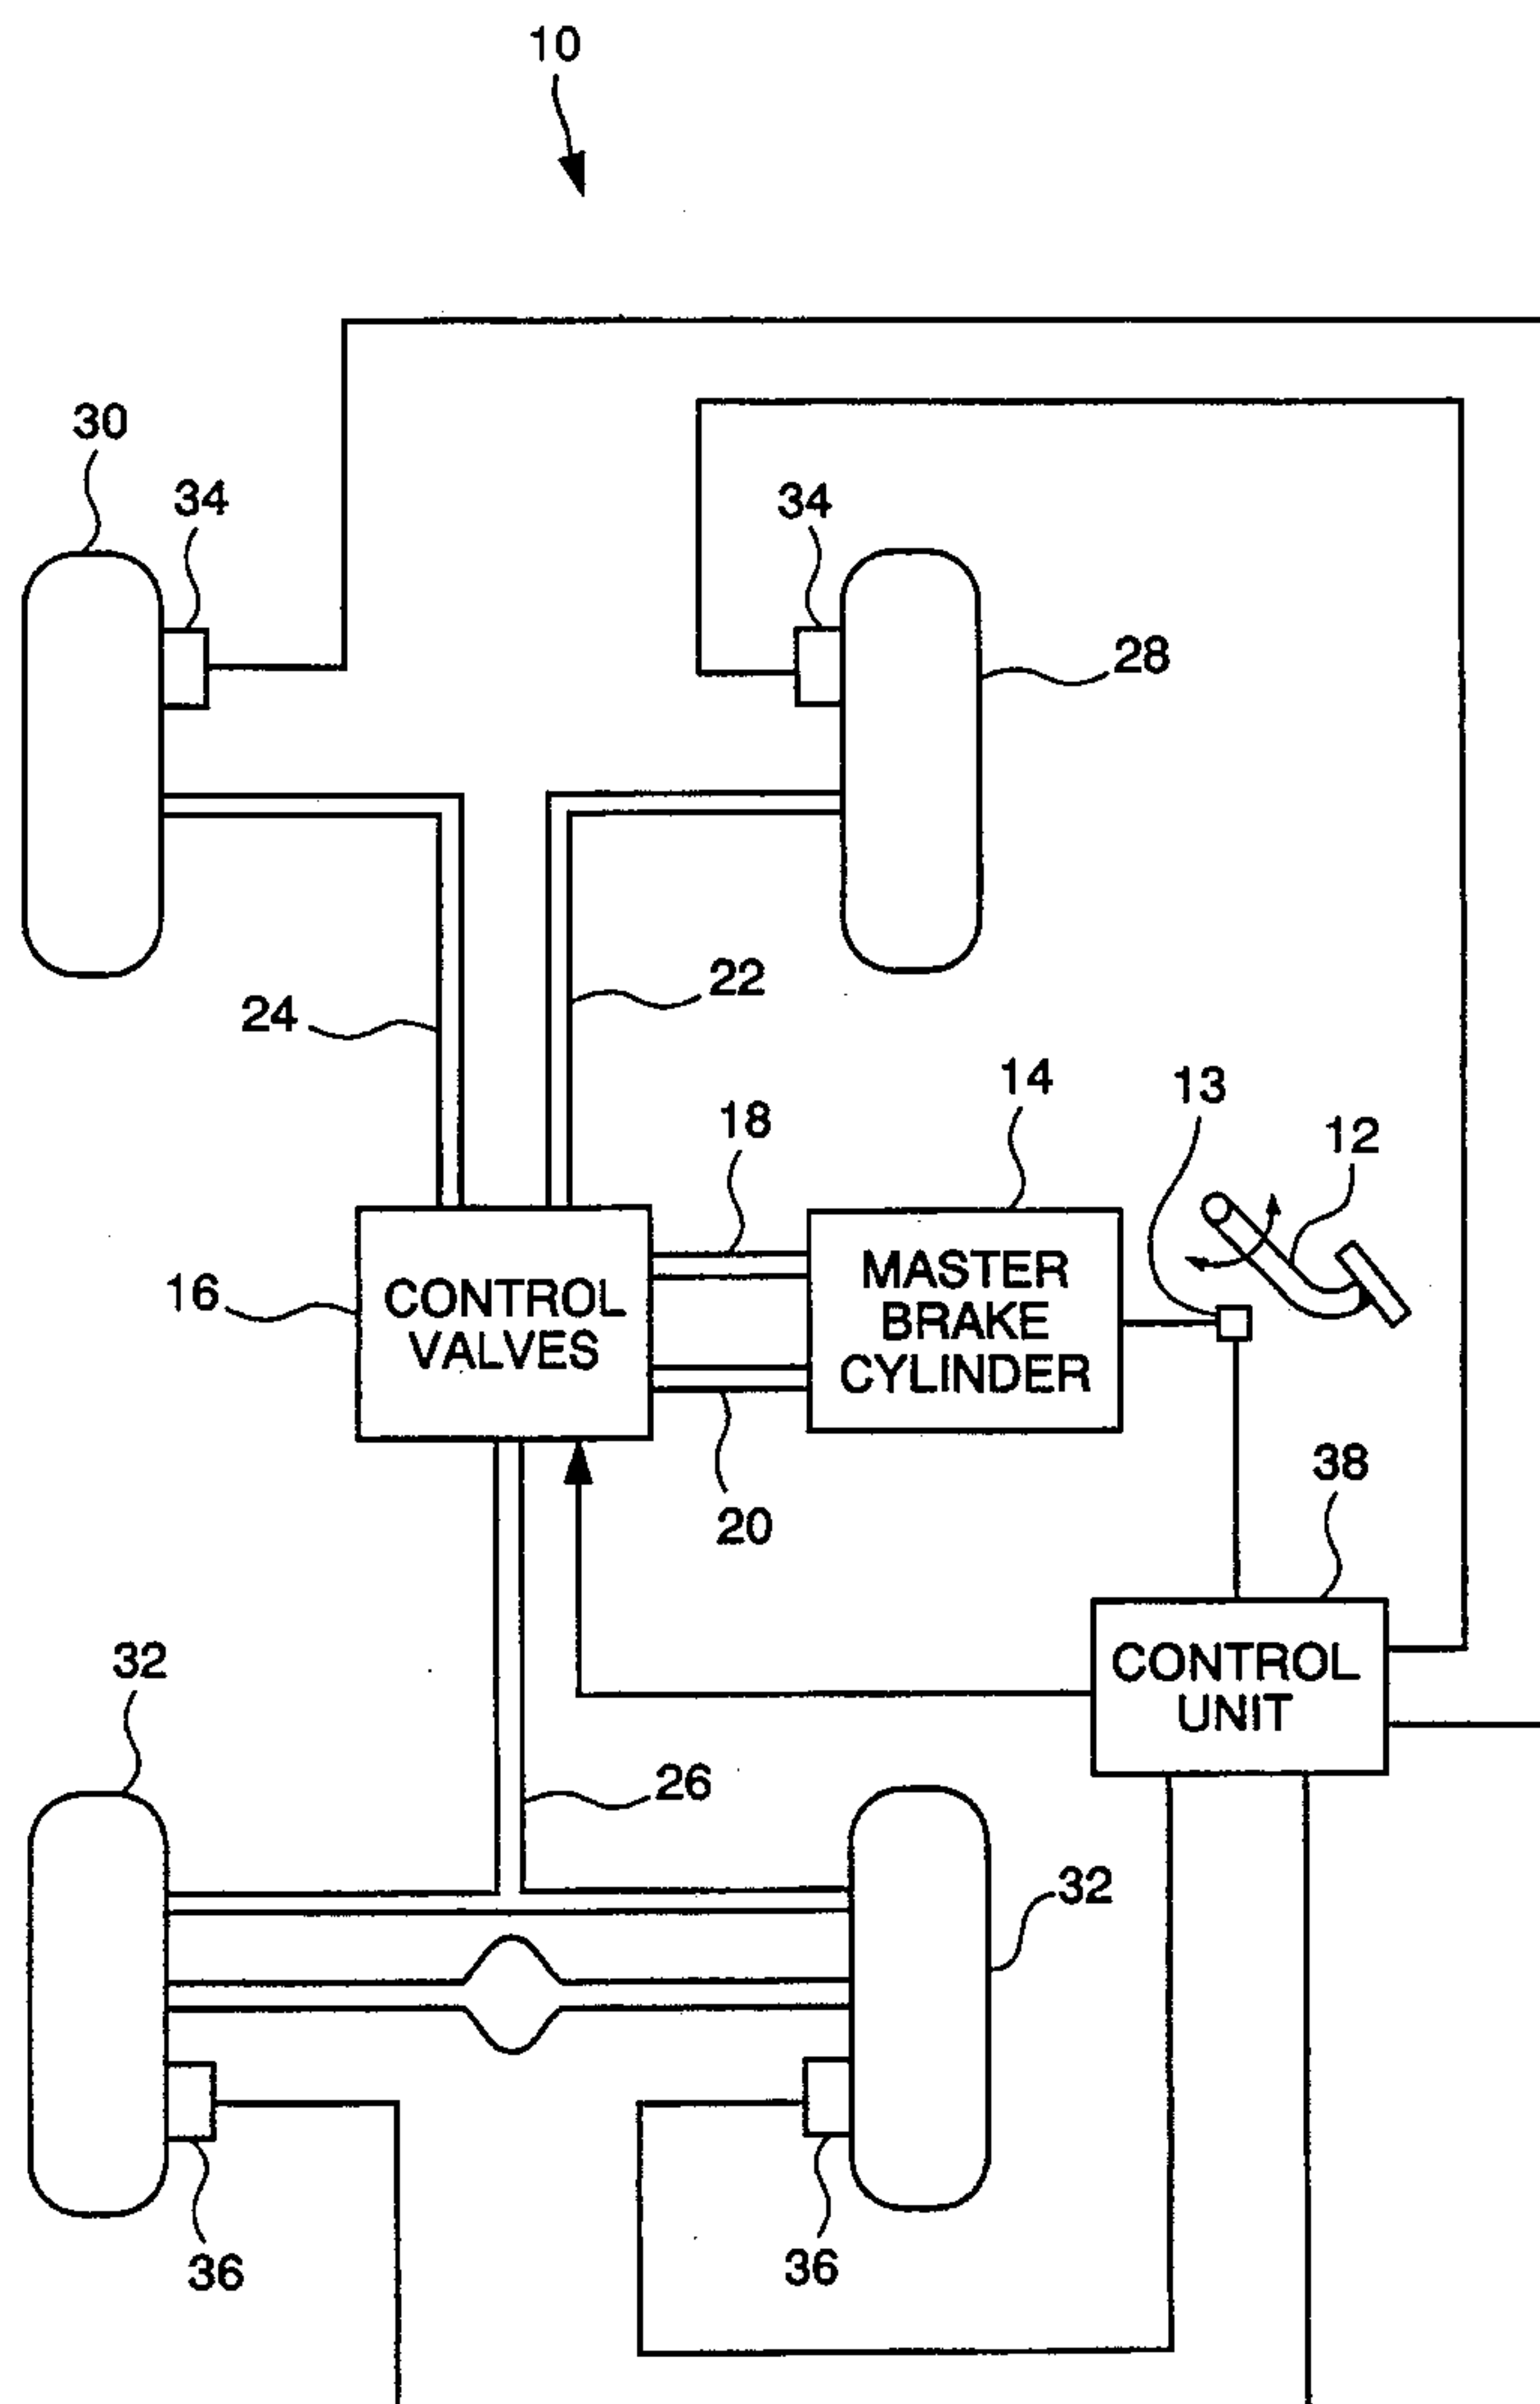 10
30
34
34
28
22
24
14
13
18
12
16
CONTROL
VALVES
MASTER
BRAKE
CYLINDER
38
20
32
CONTROL
UNIT
26
32
36
36